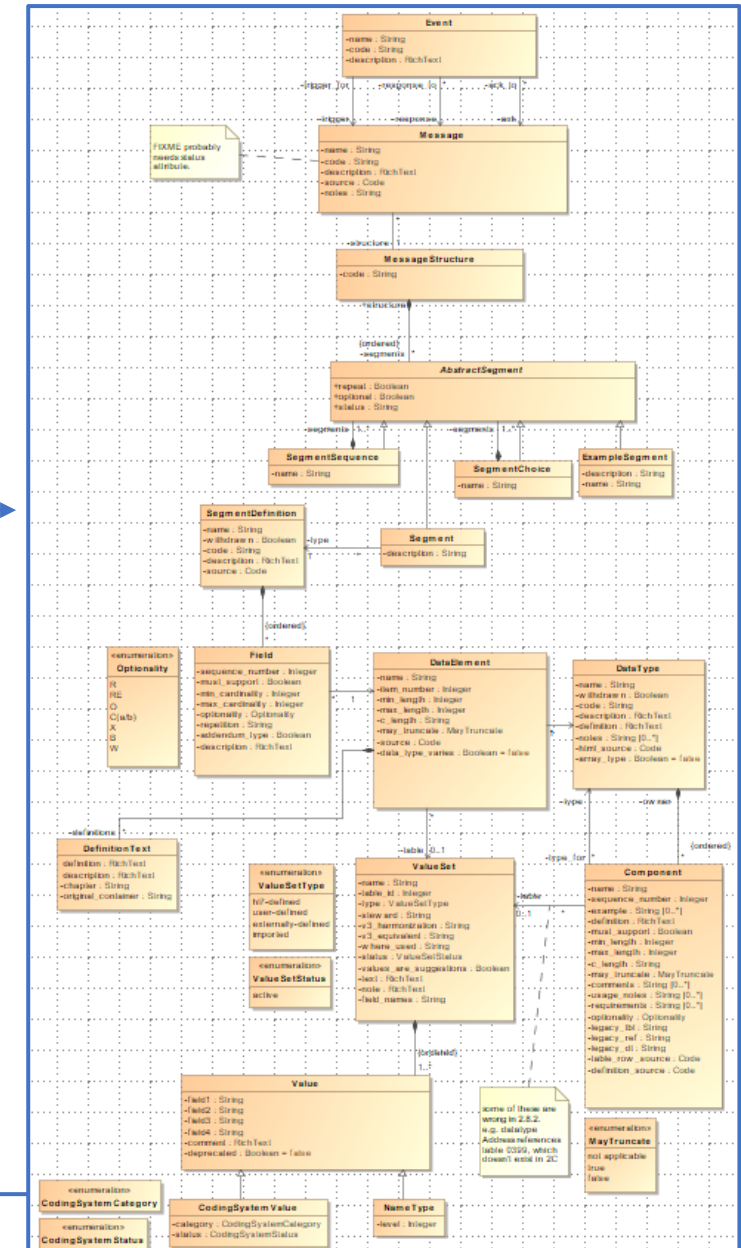 Event
-name : String
-code : String
-description : RichText
-trigger_for *
-response_to *
-ack_to *
-trigger
-response
-ack
Message
-name : String
-code : String
-description : RichText
-source : Code
-notes : String
FIXME probably
needs status
attribute.
*
-structure 1
MessageStructure
-code : String
+structure
{ordered}
-segments *
AbstractSegment
+repeat : Boolean
+optional : Boolean
+status : String
-segments 1..*
-segments 1..*
SegmentSequence
-name : String
SegmentChoice
-name : String
ExampleSegment
-description : String
-name : String
SegmentDefinition
-name : String
-withdrawn : Boolean
-code : String
-description : RichText
-source : Code
-type
*
Segment
-description : String
{ordered}
*
«enumeration»
Optionality
R
RE
O
C(a/b)
X
B
W
Field
-sequence_number : Integer
-must_support : Boolean
-min_cardinality : Integer
-max_cardinality : Integer
-optionality : Optionality
-repetition : String
-addendum_type : Boolean
-description : RichText
* 1
DataElement
-name : String
-item_number : Integer
-min_length : Integer
-max_length : Integer
-c_length : String
-may_truncate : MayTruncate
-source : Code
-data_type_varies : Boolean = false
DataType
-name : String
-withdrawn : Boolean
-code : String
-description : RichText
-definition : RichText
-notes : String [0..*]
-html_source : Code
-array_type : Boolean = false
-type
-owner
{ordered}
-type_for *
*
-definitions *
DefinitionText
definition : RichText
description : RichText
-chapter : String
-original_container : String
*
-table 0..1
«enumeration»
ValueSetType
hl7-defined
user-defined
externally-defined
imported
«enumeration»
ValueSetStatus
active
ValueSet
-name : String
-table_id : Integer
-type : ValueSetType
-steward : String
-v3_harmonization : String
-v3_equivalent : String
-where_used : String
-status : ValueSetStatus
-values_are_suggestions : Boolean
-text : RichText
-note : RichText
-field_names : String
-table
0..1
*
Component
-name : String
-sequence_number : Integer
-example : String [0..*]
-definition : RichText
-must_support : Boolean
-min_length : Integer
-max_length : Integer
-c_length : String
-may_truncate : MayTruncate
-comments : String [0..*]
-usage_notes : String [0..*]
-requirements : String [0..*]
-optionality : Optionality
-legacy_tbl : String
-legacy_ref : String
-legacy_dt : String
-table_row_source : Code
-definition_source : Code
{ordered}
1..*
Value
-field1 : String
-field2 : String
-field3 : String
-field4 : String
-comment : RichText
-deprecated : Boolean = false
some of these are
wrong in 2.8.2.
e.g. datatype
Address references
table 0399, which
doesn't exist in 2C
«enumeration»
MayTruncate
not applicable
true
false
«enumeration»
CodingSystemCategory
«enumeration»
CodingSystemStatus
CodingSystemValue
-category : CodingSystemCategory
-status : CodingSystemStatus
NameType
-level : Integer